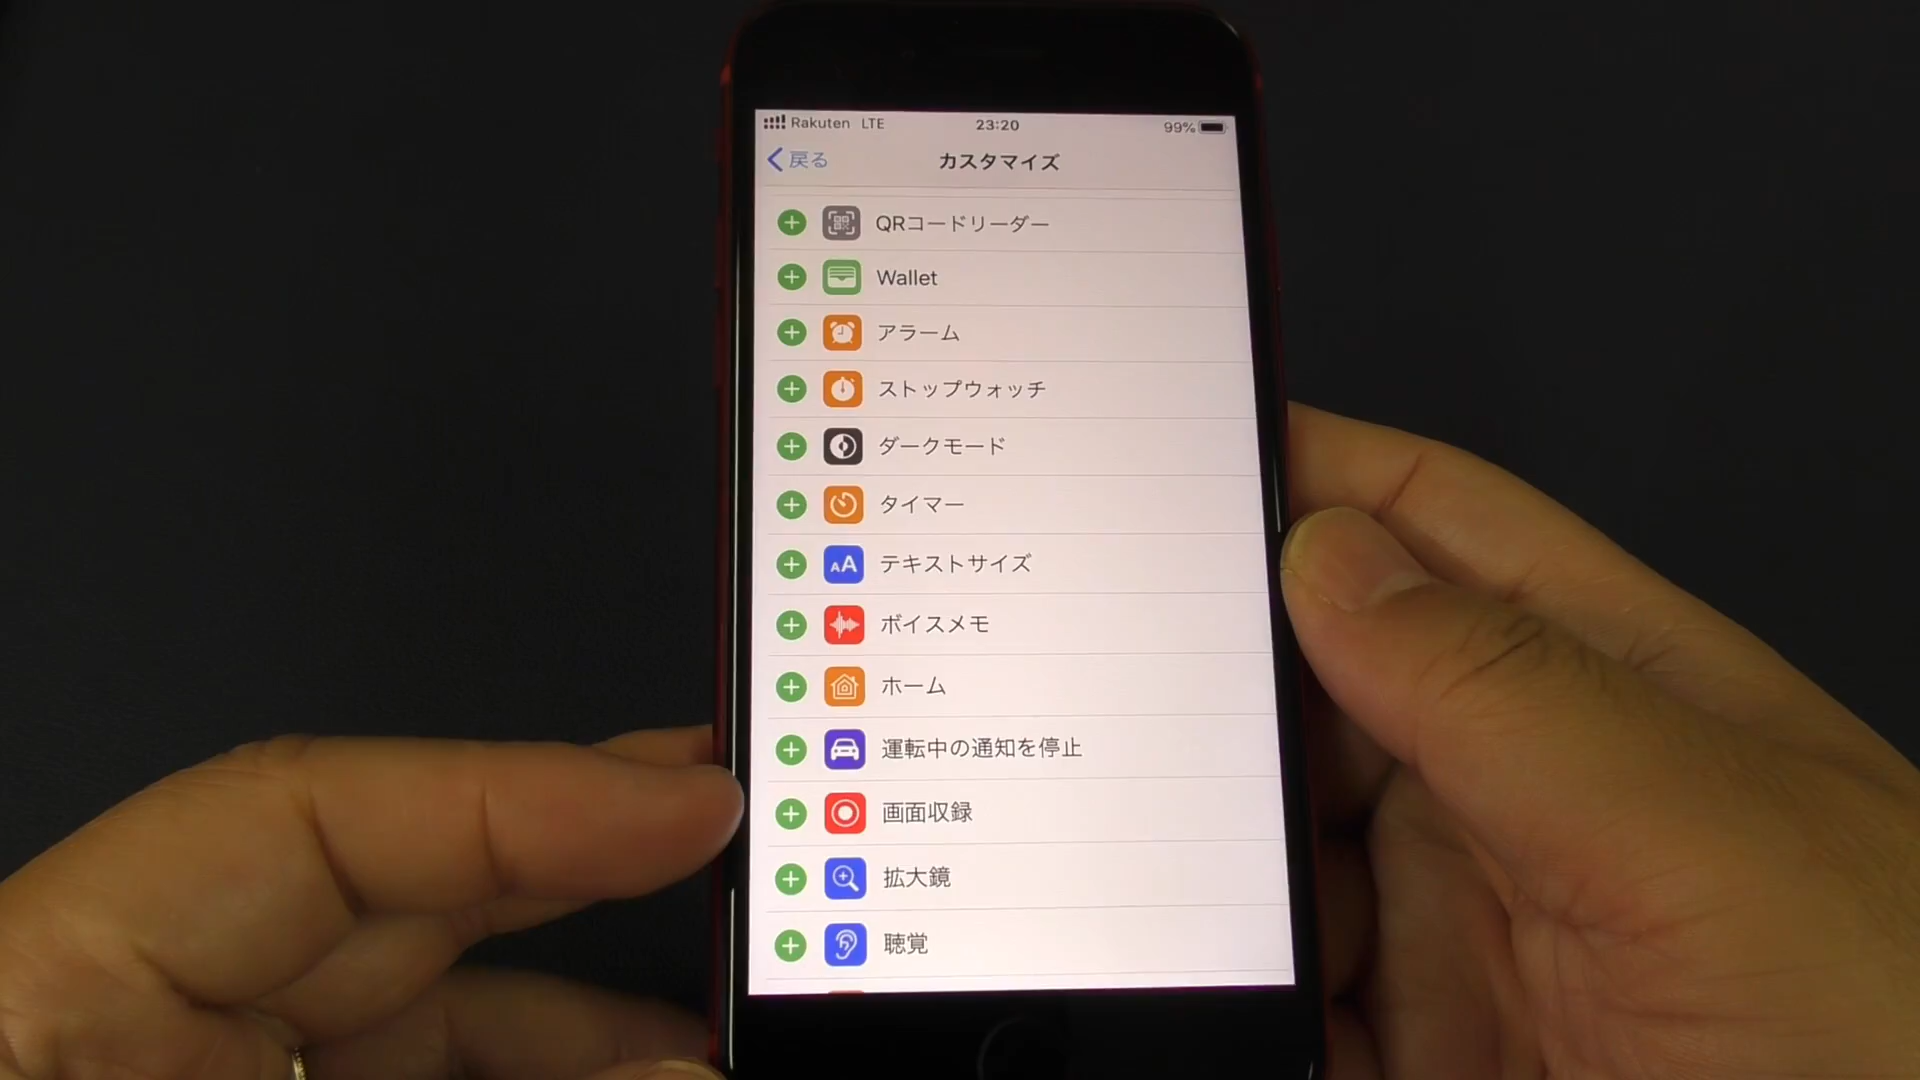 Rakuten LTE 23:20 99%
戻る カスタマイズ
QRコードリーダー
Wallet
アラーム
ストップウォッチ
ダークモード
タイマー
AA テキストサイズ
ボイスメモ
ホーム
運転中の通知を停止
画面収録
拡大鏡
聴覚